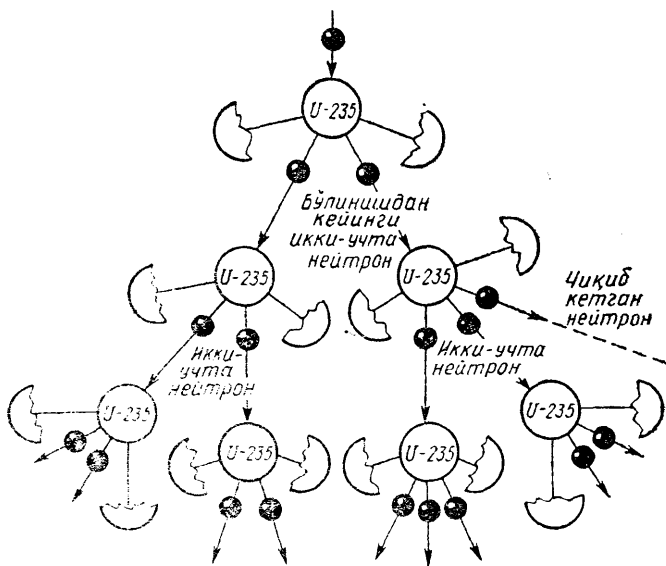 U-235
Бўлинишдан
кейинги
икки-учта
нейтрон
U-235
U-235
Чиқиб
кетган
нейтрон
Икки-
учта
нейтрон
Икки-учта
нейтрон
U-235
U-235
U-235
U-235